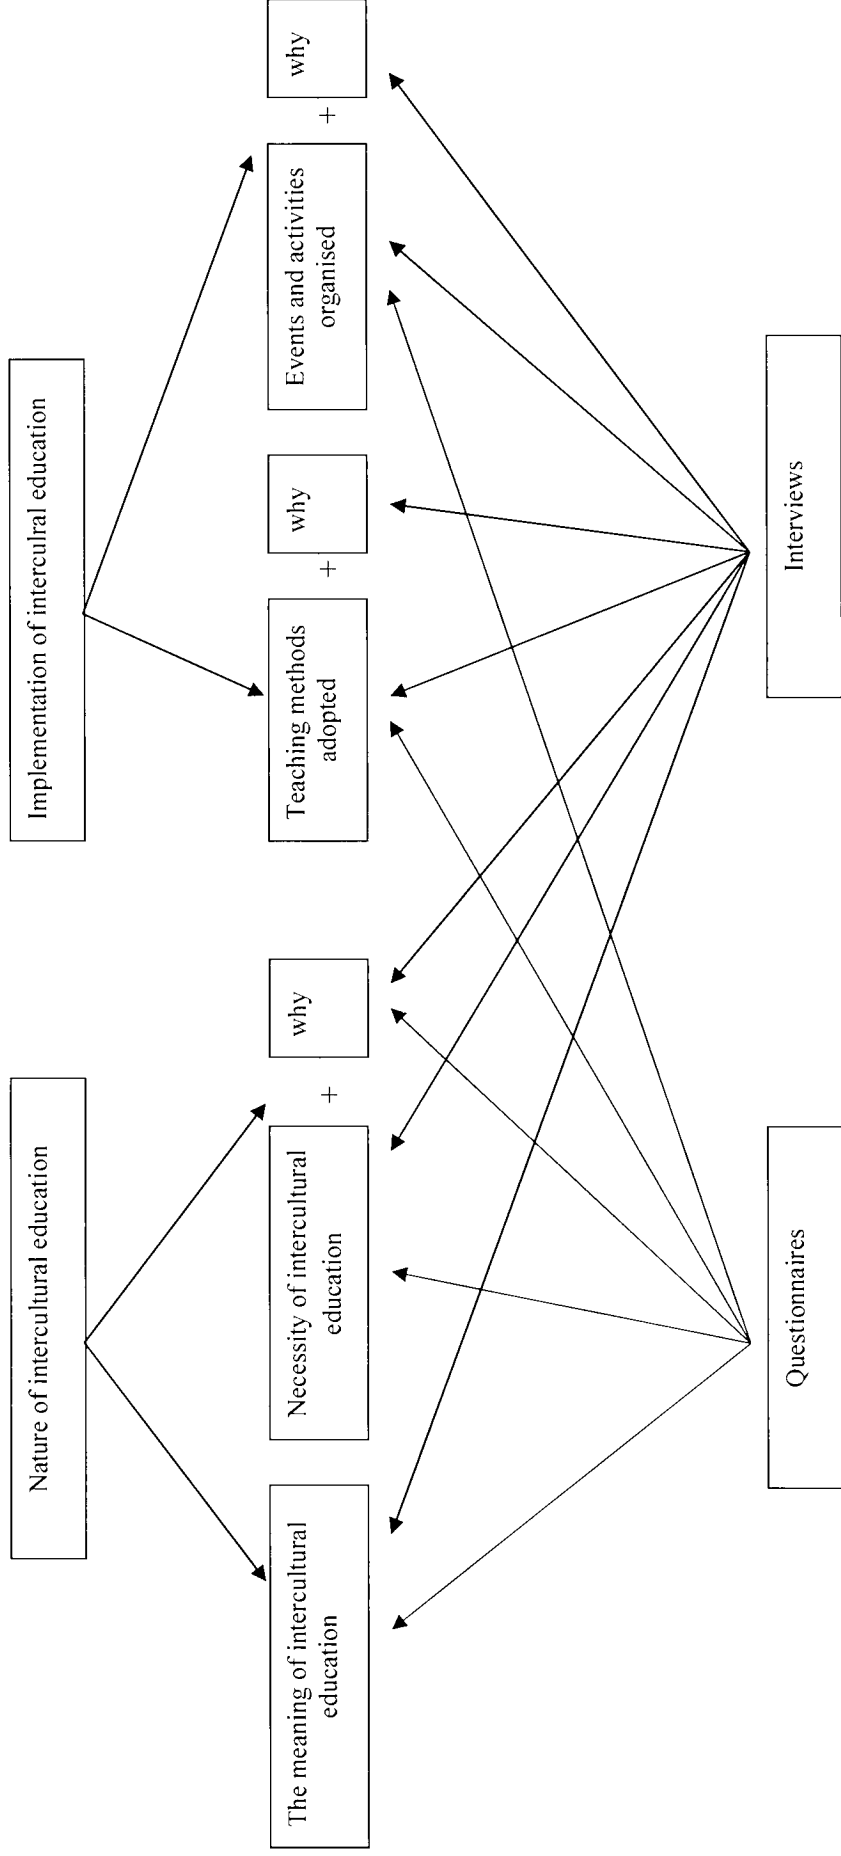 Nature of intercultural education
Implementation of interculral education
The meaning of intercultural
education
Necessity of intercultural
education
+
why
Teaching methods
adopted
+
why
Events and activities
organised
+
why
Questionnaires
Interviews